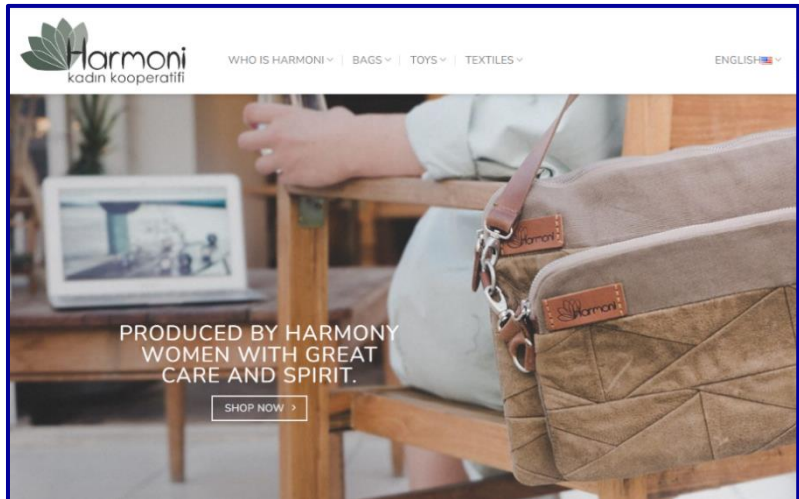 Harmoni
kadın kooperatifi
WHO IS HARMONI
BAGS
TOYS
TEXTILES
ENGLISH
Harmoni
Harmoni
PRODUCED BY HARMONY
WOMEN WITH GREAT
CARE AND SPIRIT.
SHOP NOW